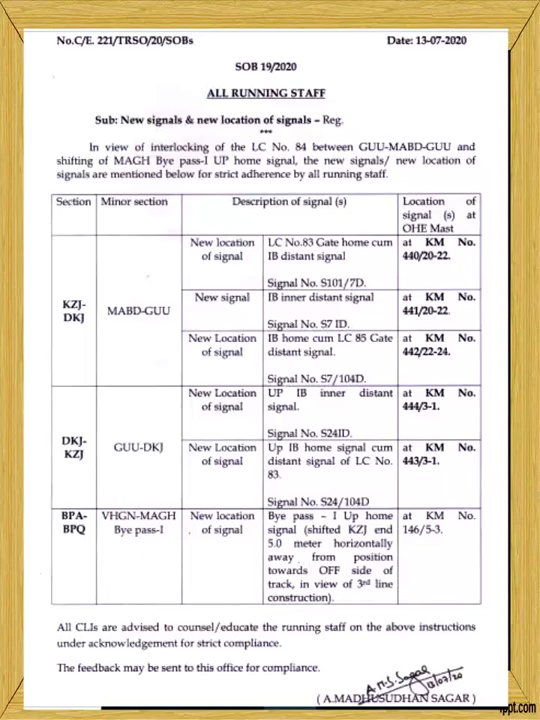 No.C/E. 221/TRSO/20/SOBs Date: 13-07-2020
SOB 19/2020
ALL RUNNING STAFF
Sub: New signals & new location of signals – Reg.
***
In view of interlocking of the LC No. 84 between GUU-MABD-GUU and
shifting of MAGH Bye pass-I UP home signal, the new signals/ new location of
signals are mentioned below for strict adherence by all running staff.
Section Minor section Description of signal (s) Location of
signal (s) at
OHE Mast
KZJ-
DKJ
MABD-GUU
New location
of signal
LC No.83 Gate home cum
IB distant signal
Signal No. S101/7D.
at KM No.
440/20-22.
New signal
IB inner distant signal
Signal No. S7 ID.
at KM No.
441/20-22.
New Location
of signal
IB home cum LC 85 Gate
distant signal.
Signal No. S7/104D.
at KM No.
442/22-24.
DKJ-
KZJ
GUU-DKJ
New Location
of signal
UP IB inner distant
signal.
Signal No. S24ID.
at KM No.
444/3-1.
New Location
of signal
Up IB home signal cum
distant signal of LC No.
83.
Signal No. S24/104D
at KM No.
443/3-1.
BPA-
BPQ
VHGN-MAGH
Bye pass-I
New location
of signal
Bye pass – I Up home
signal (shifted KZJ end
5.0 meter horizontally
away from position
towards OFF side of
track, in view of 3rd line
construction).
at KM No.
146/5-3.
All CLIs are advised to counsel/educate the running staff on the above instructions
under acknowledgement for strict compliance.
The feedback may be sent to this office for compliance.
A.M.S. Sagar
13/07/20
( A.MADHUSUDHAN SAGAR )
fppt.com